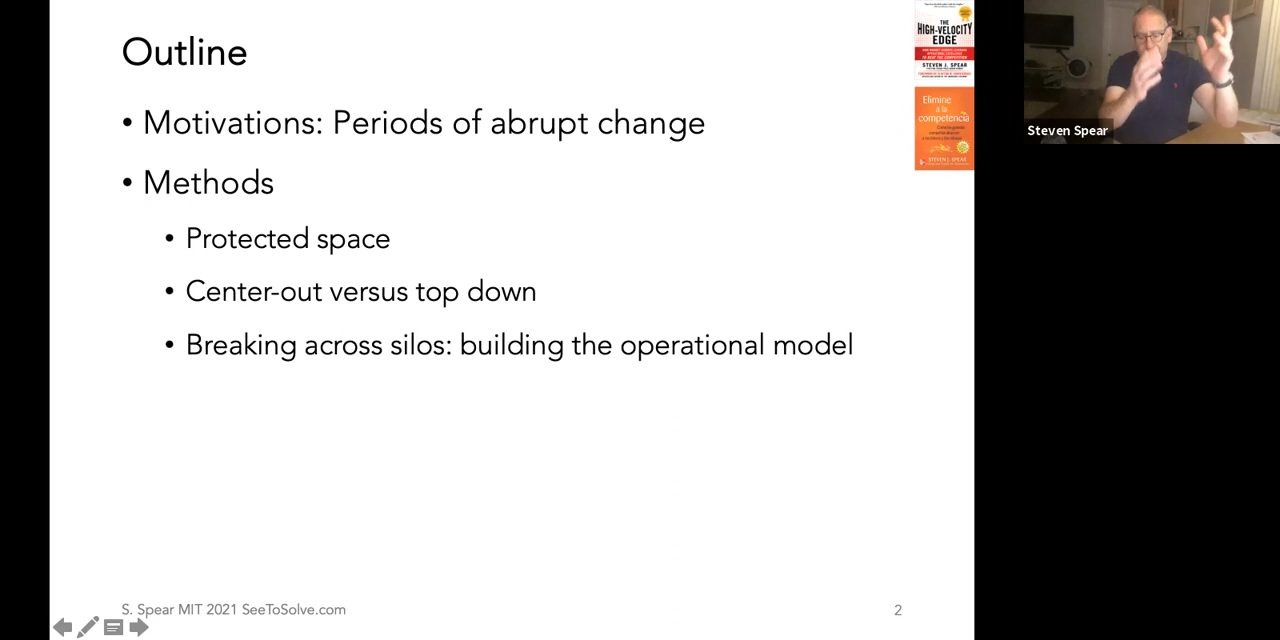 Outline
• Motivations: Periods of abrupt change
• Methods
• Protected space
• Center-out versus top down
• Breaking across silos: building the operational model
S. Spear MIT 2021 SeeToSolve.com
2
THE
HIGH-VELOCITY
EDGE
STEVEN J. SPEAR
Elimine
a la
competencia
STEVEN J. SPEAR
Steven Spear